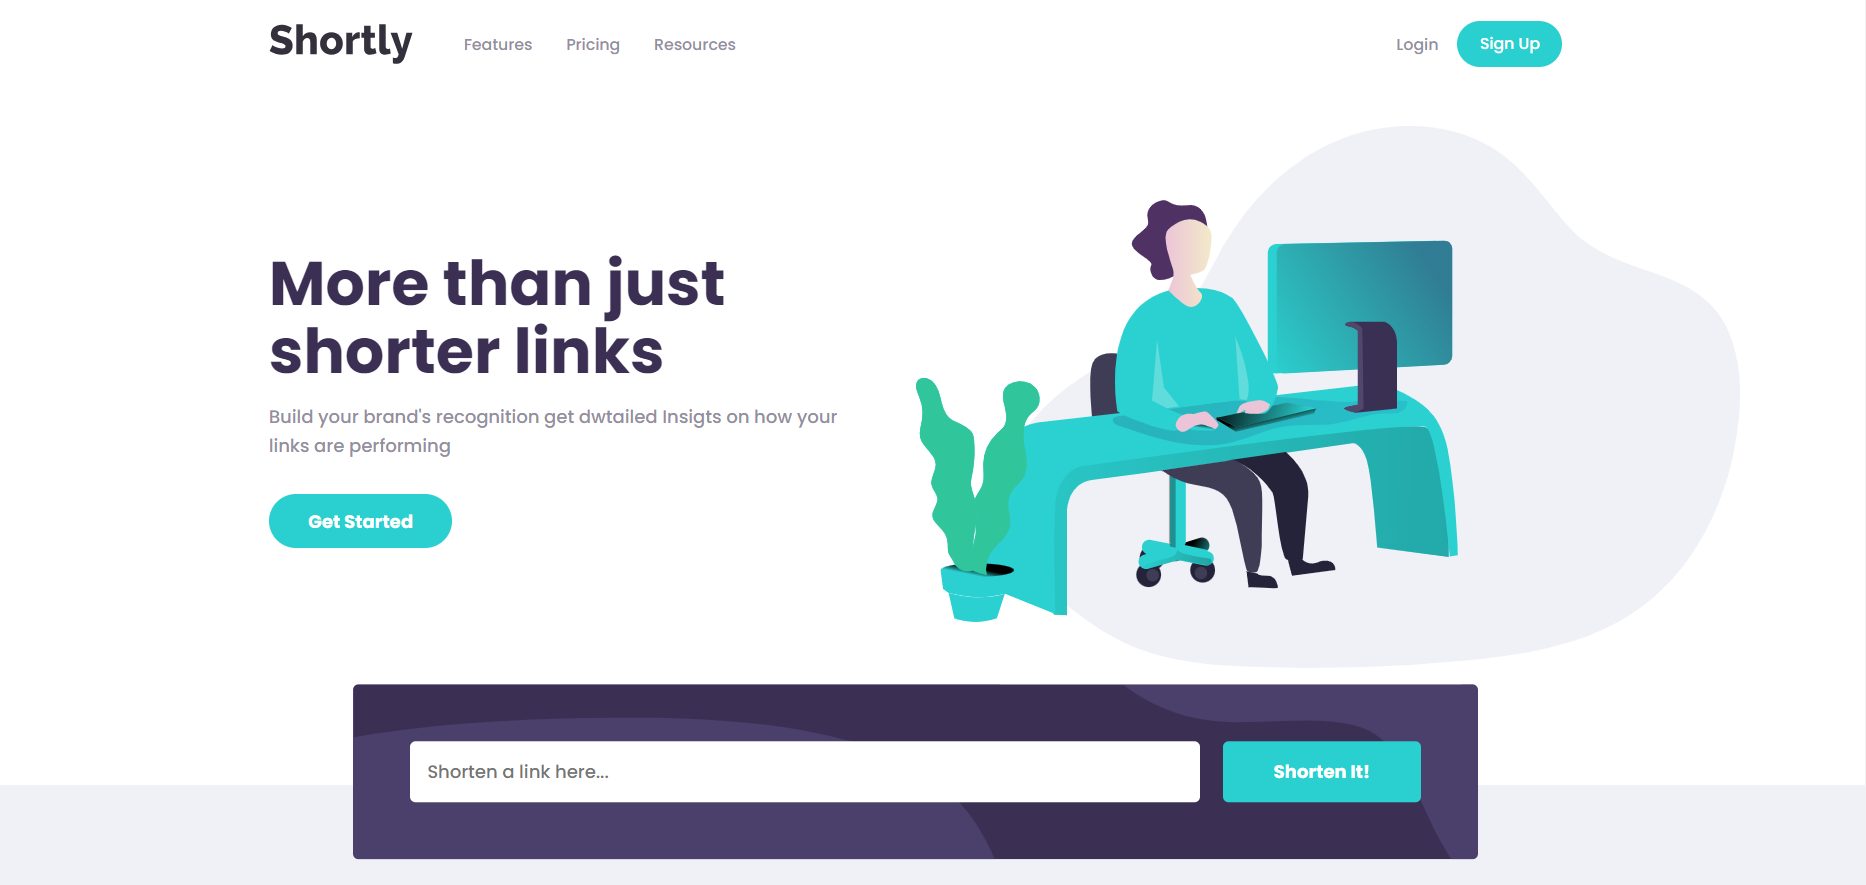 Shortly
Features
Pricing
Resources
Login
Sign Up
More than just
shorter links
Build your brand's recognition get dwtailed Insigts on how your
links are performing
Get Started
Shorten a link here...
Shorten It!